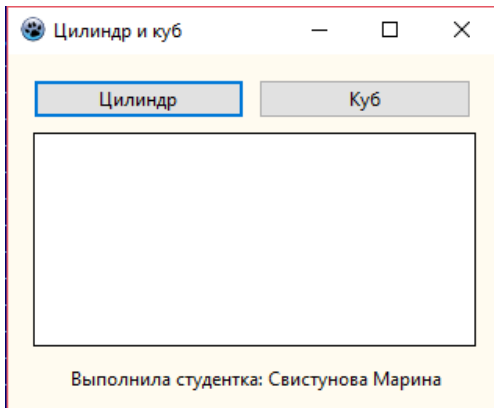 Цилиндр и куб
Цилиндр Куб
Выполнила студентка: Свистунова Марина